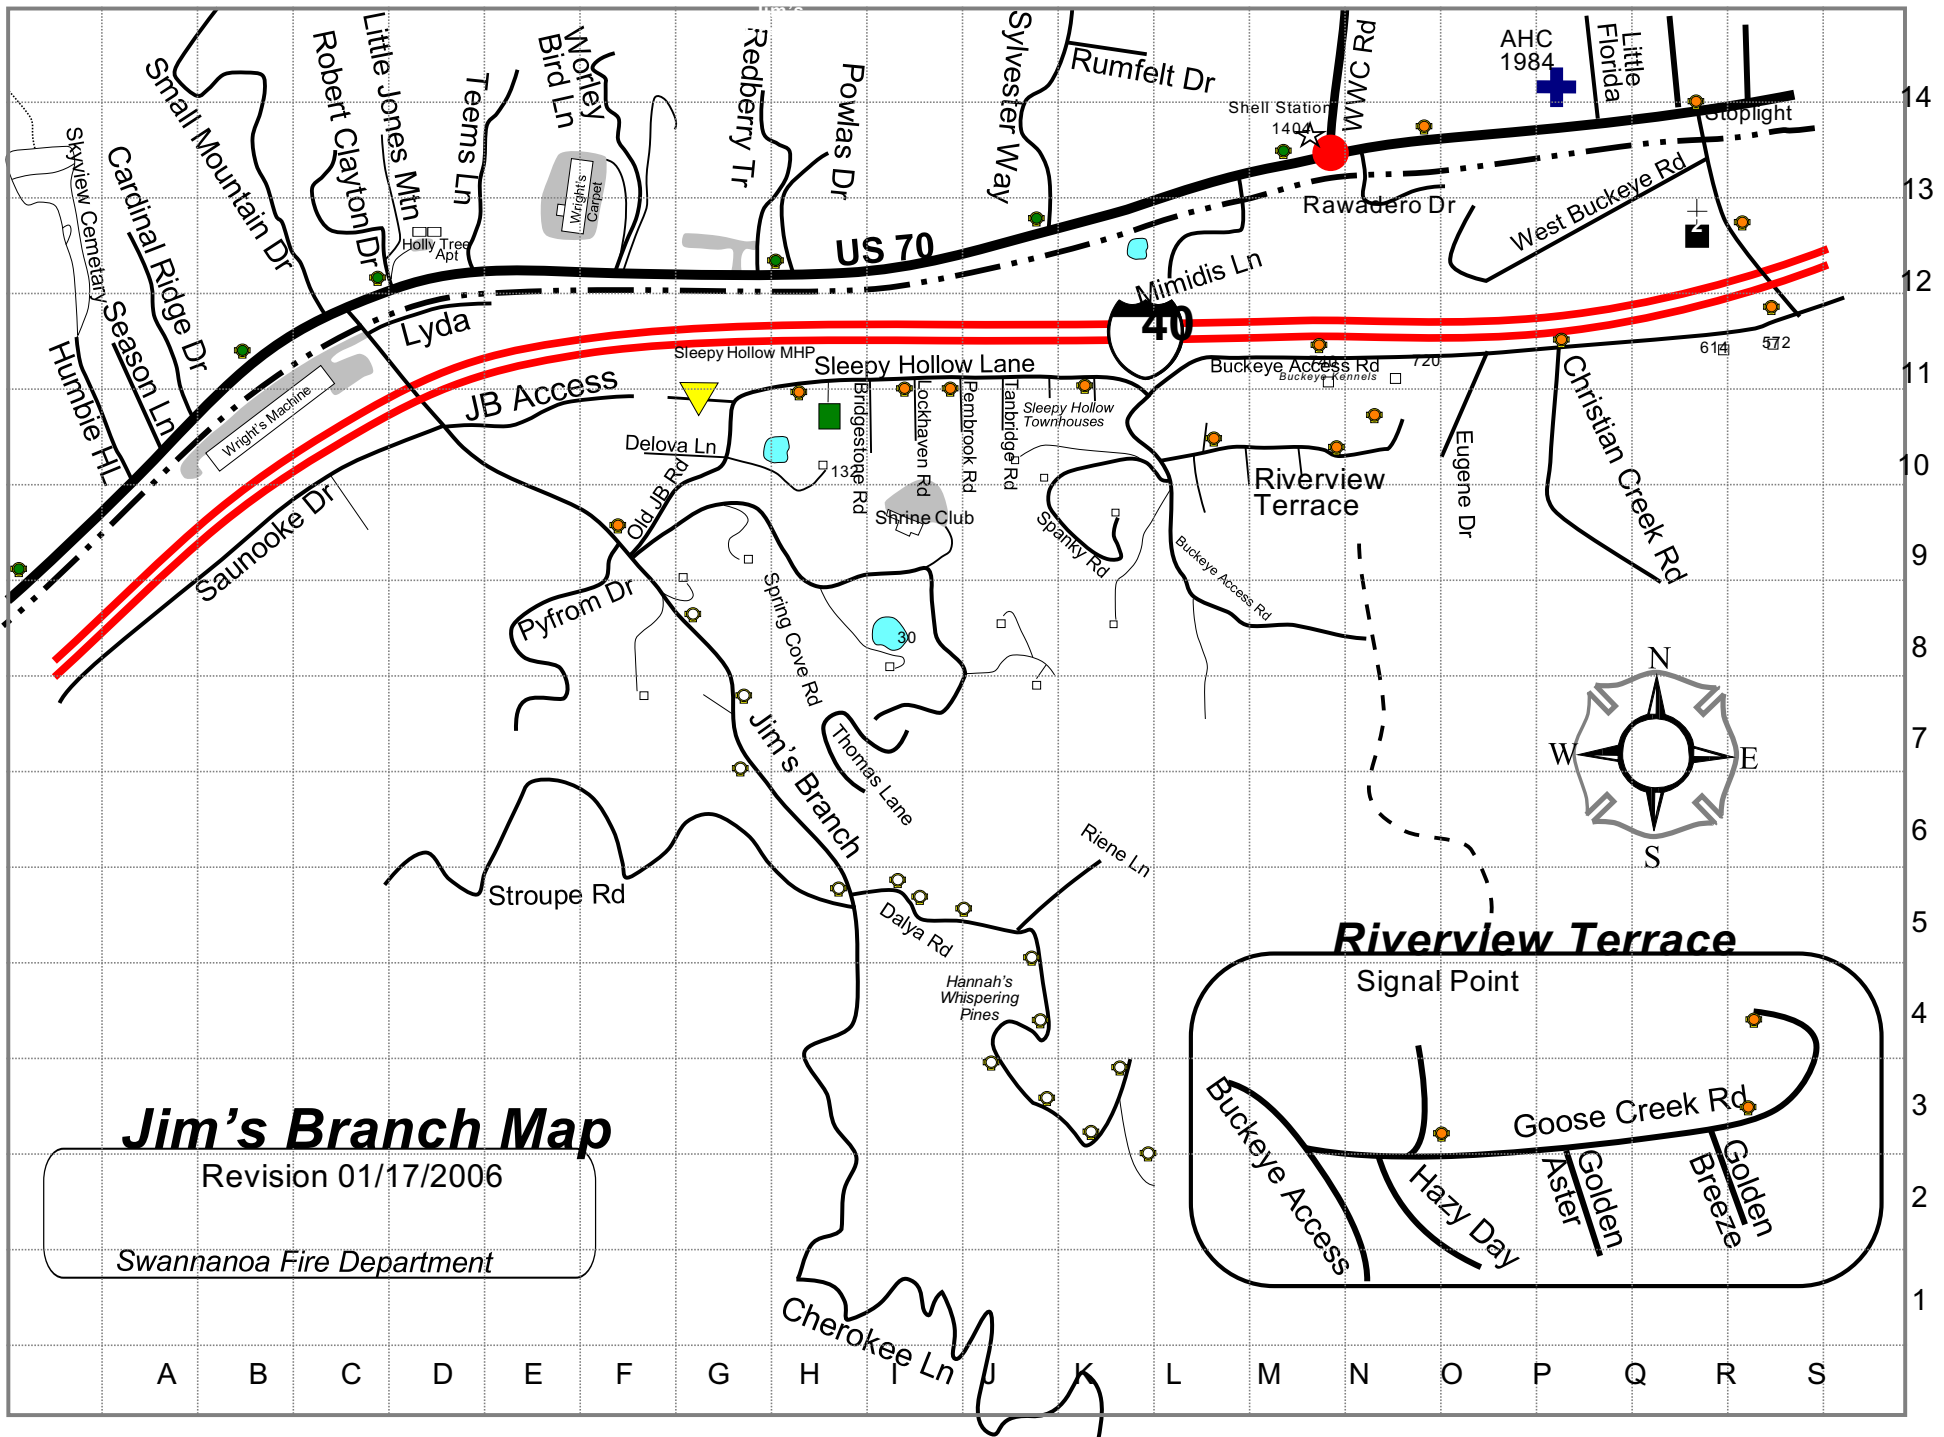 Jim's
Small Mountain Dr
Robert Clayton Dr
Little Jones Mtn
Teems Ln
Bird Ln
Worley
Redberry Tr
Powlas Dr
Sylvester Way
Rumfelt Dr
WWC Rd
AHC
1984
Little
Florida
14
Shell Station
1404
Stoplight
Skyview Cemetary
Cardinal Ridge Dr
Season Ln
Humbie HL
Holly Tree
Apt
Wright's
Carpet
US 70
Rawadero Dr
West Buckeye Rd
13
2
Mimidis Ln
12
Lyda
40
Sleepy Hollow MHP
Sleepy Hollow Lane
Buckeye Access Rd
Buckeye Kennels
720
614
572
11
JB Access
Wright's Machine
Delova Ln
Old JB Rd
132
Bridgestone Rd
Lockhaven Rd
Pembrook Rd
Tanbridge Rd
Sleepy Hollow
Townhouses
Riverview
Terrace
Eugene Dr
Christian Creek Rd
10
Saunooke Dr
Shrine Club
Spanky Rd
Buckeye Access Rd
9
Pyfrom Dr
Spring Cove Rd
30
8
N
W
E
S
7
Jim's Branch
Thomas Lane
6
Stroupe Rd
Riene Ln
Dalya Rd
5
Hannah's
Whispering
Pines
Riverview Terrace
Signal Point
4
Buckeye Access
Goose Creek Rd
Hazy Day
Golden
Aster
Golden
Breeze
3
2
1
Jim's Branch Map
Revision 01/17/2006
Swannanoa Fire Department
Cherokee Ln
A B C D E F G H I J K L M N O P Q R S